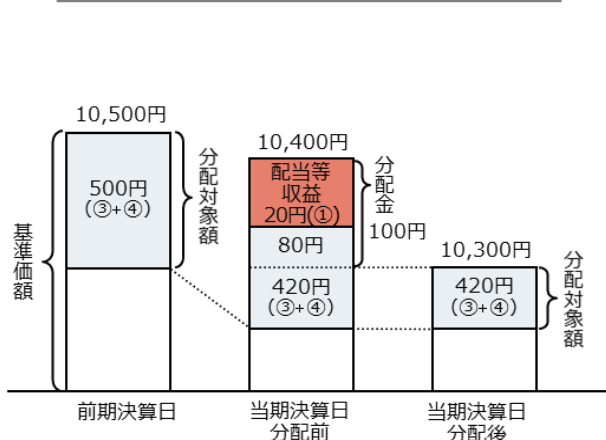 10,500円
500円
(③+④)
分配対象額
基準価額
前期決算日
10,400円
配当等
収益
20円(①)
80円
420円
(③+④)
分配金
100円
当期決算日
分配前
10,300円
420円
(③+④)
分配対象額
当期決算日
分配後